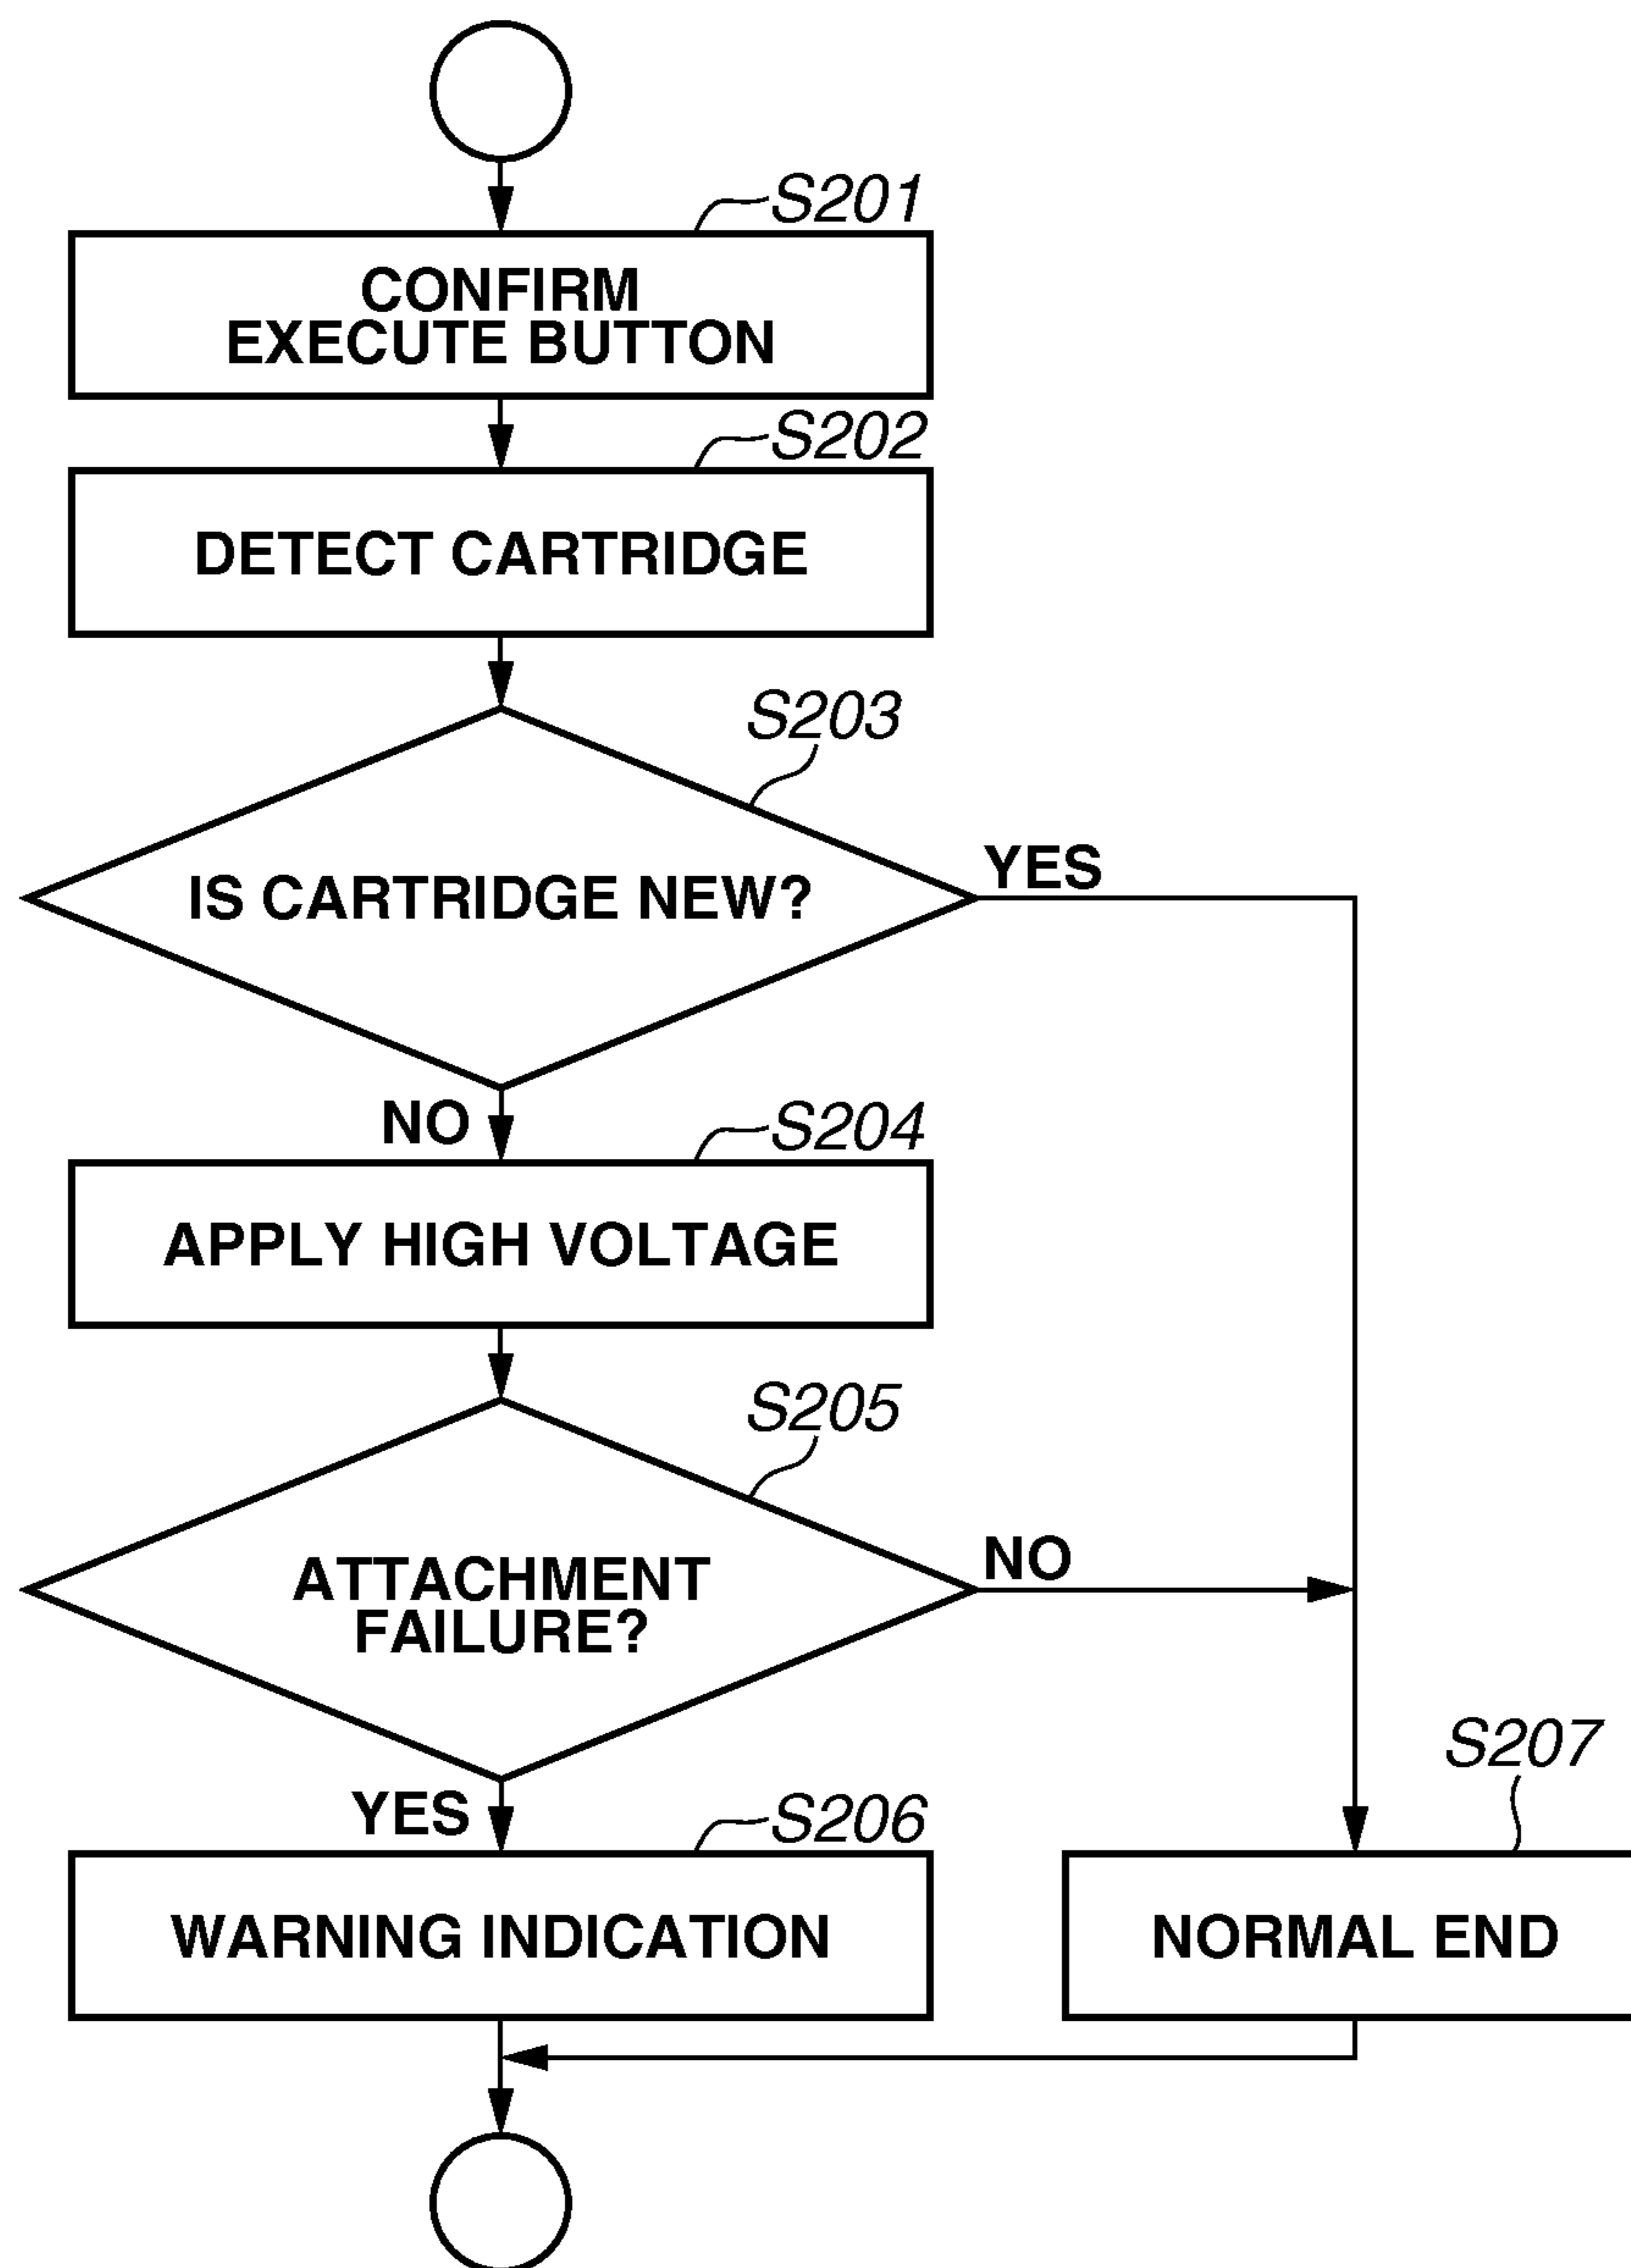 S201
CONFIRM
EXECUTE BUTTON
S202
DETECT CARTRIDGE
S203
IS CARTRIDGE NEW?
YES
NO
S204
APPLY HIGH VOLTAGE
S205
ATTACHMENT
FAILURE?
NO
YES
S206
WARNING INDICATION
S207
NORMAL END